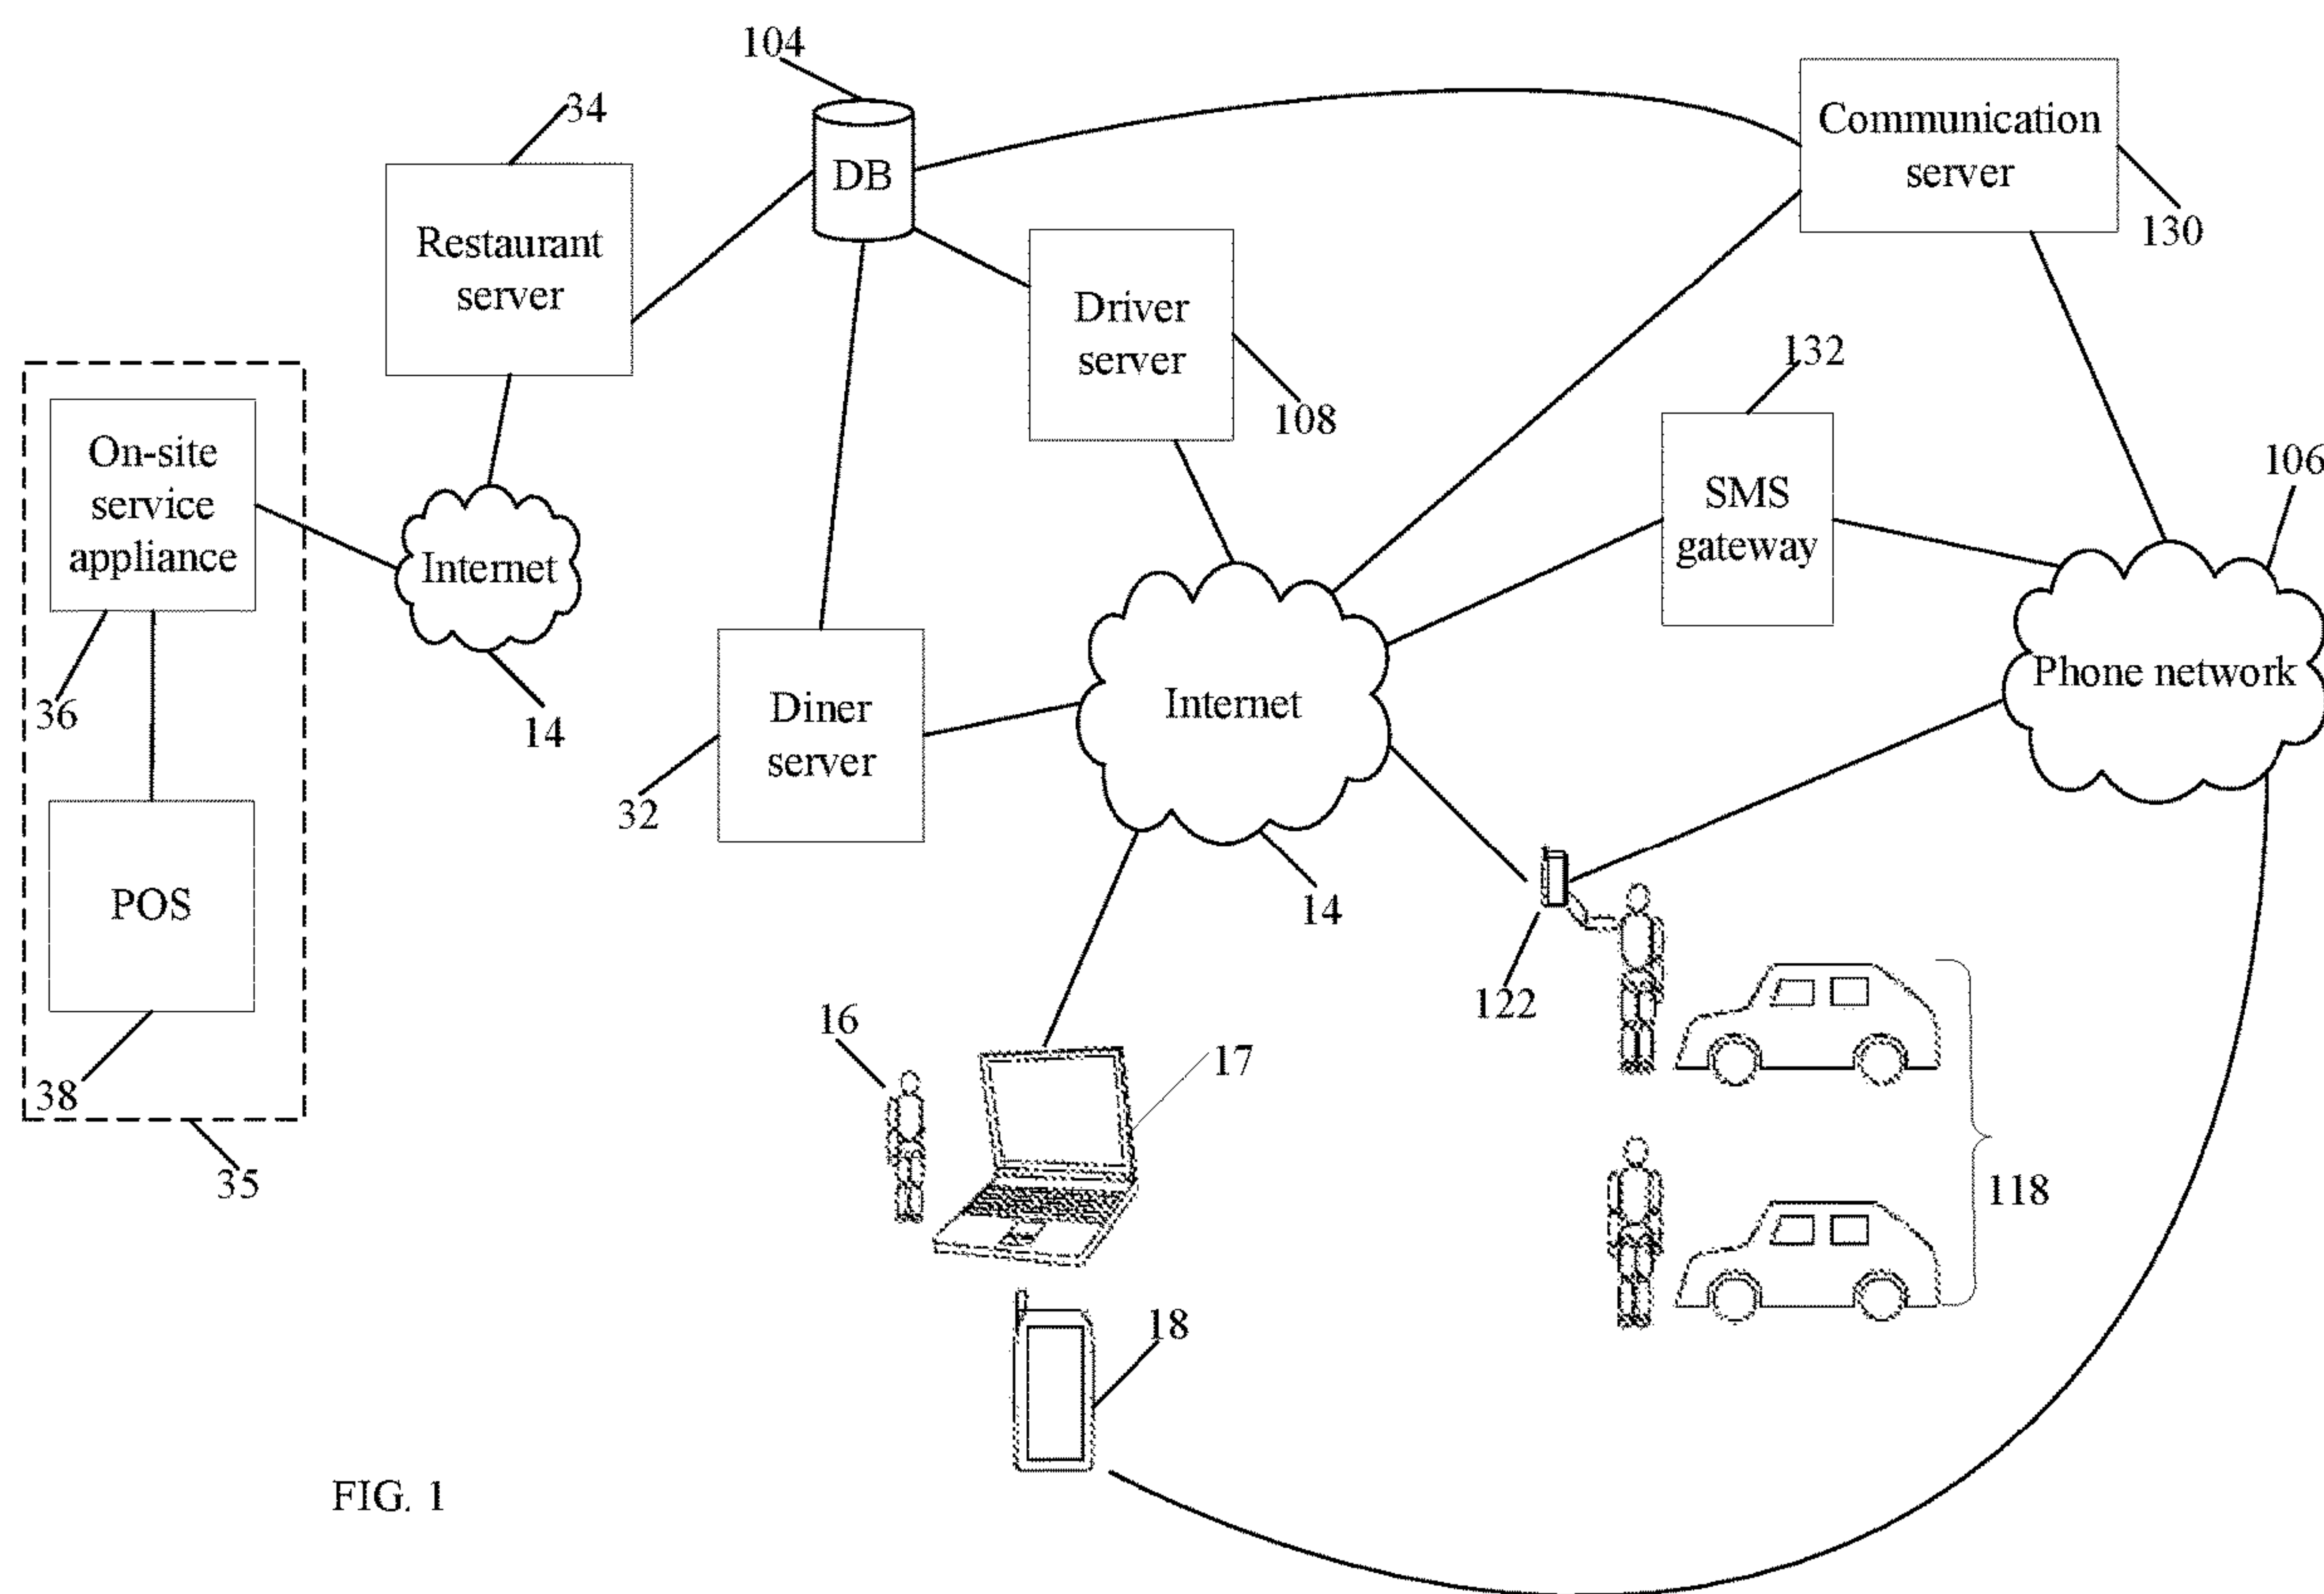 104
34
DB
Communication
server
130
Restaurant
server
Driver
server
108
132
106
On-site
service
appliance
Internet
SMS
gateway
Phone network
36
14
Diner
server
Internet
32
POS
14
122
16
17
38
35
118
18
FIG. 1